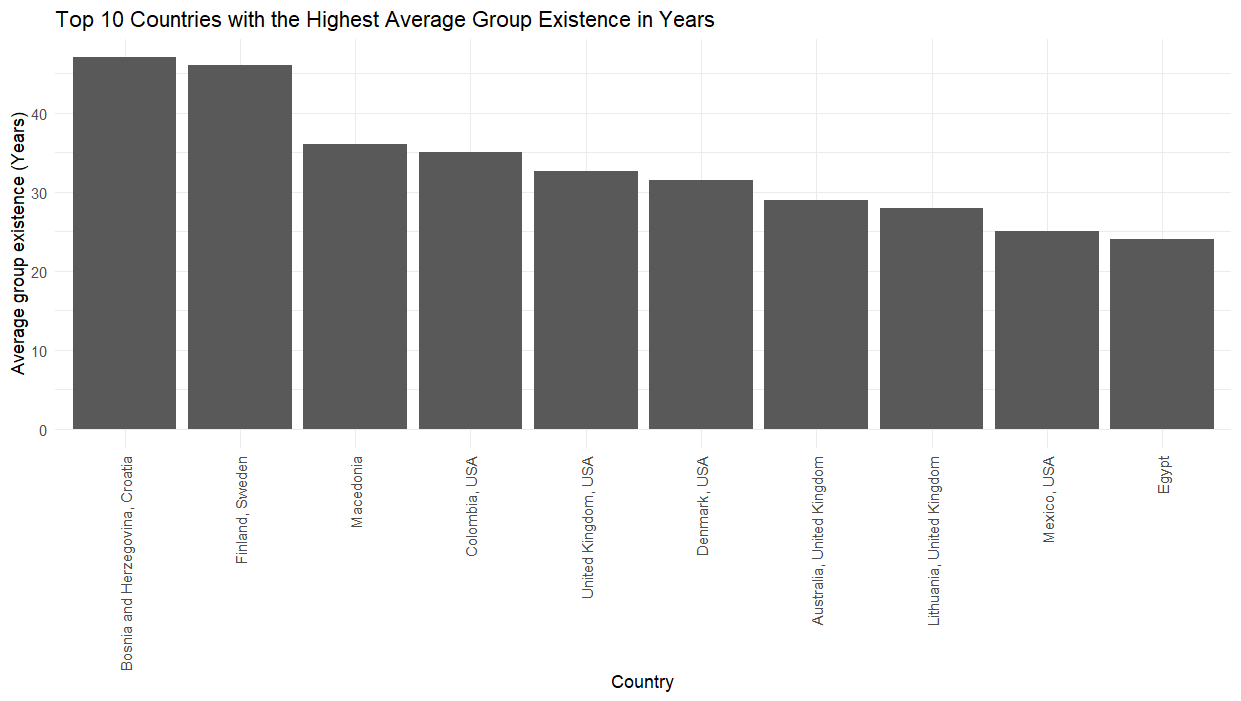 Top 10 Countries with the Highest Average Group Existence in Years
Average group existence (Years)
40
30
20
10
0
Bosnia and Herzegovina, Croatia
Finland, Sweden
Macedonia
Colombia, USA
United Kingdom, USA
Denmark, USA
Australia, United Kingdom
Lithuania, United Kingdom
Mexico, USA
Egypt
Country